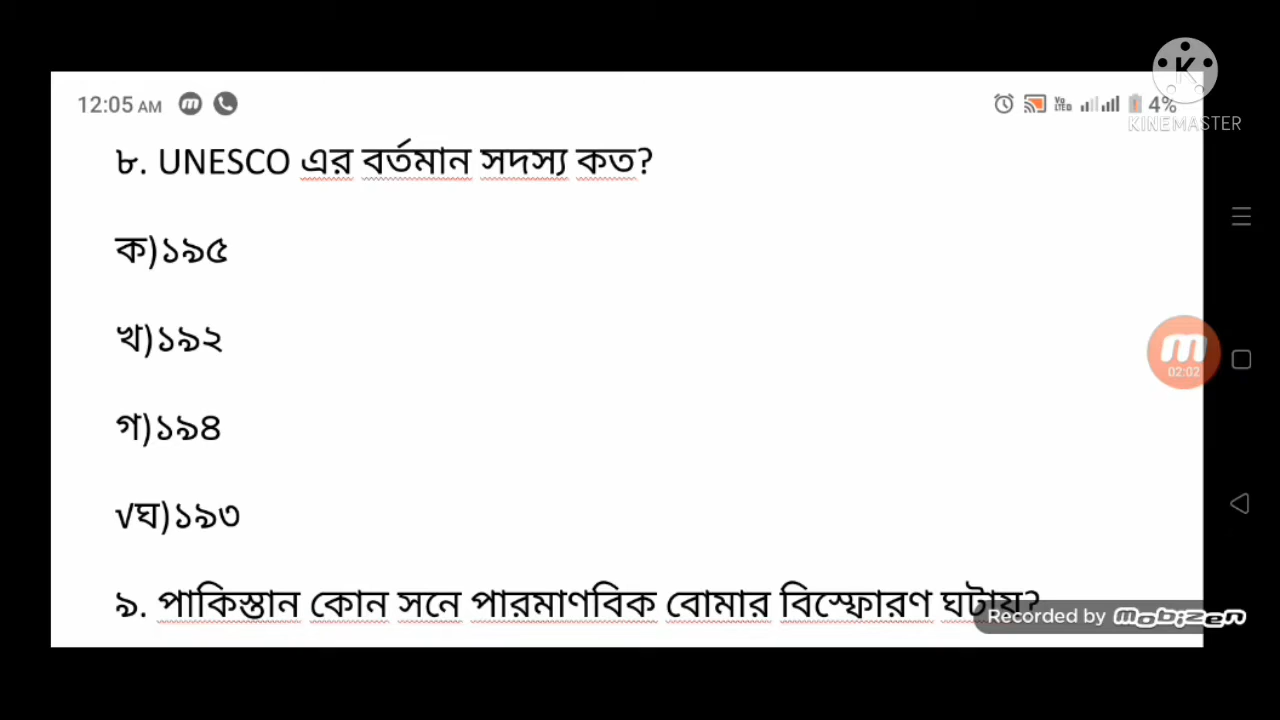 KINEMASTER
12:05 AM 4%
৮. UNESCO এর বর্তমান সদস্য কত?
ক)১৯৫
খ)১৯২
02:02
গ)১৯৪
√ঘ)১৯৩
৯. পাকিস্তান কোন সনে পারমাণবিক বোমার বিস্ফোরণ ঘটায়?
Recorded by Mobizen